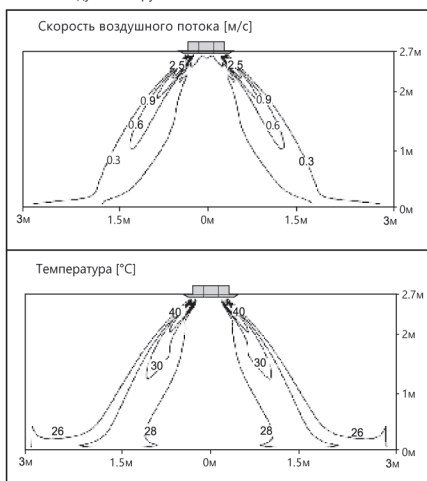 Скорость воздушного потока [м/с]
2.7м
2.5 2.5
2м
0.9 0.9
0.6 0.6
0.3 0.3
1м
0м
3м 1.5м 0м 1.5м 3м
Температура [°C]
2.7м
40 40
2м
30 30
1м
26 28 28 26
0м
3м 1.5м 0м 1.5м 3м